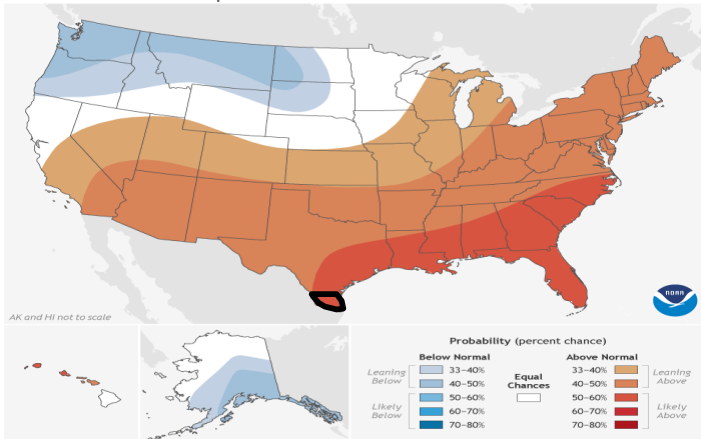 NOAA
AK and HI not to scale
Probability (percent chance)
Below Normal
Equal
Chances
Above Normal
Leaning
Below
33-40%
40-50%
Likely
Below
50-60%
60-70%
70-80%
33-40%
40-50%
Leaning
Above
50-60%
60-70%
70-80%
Likely
Above